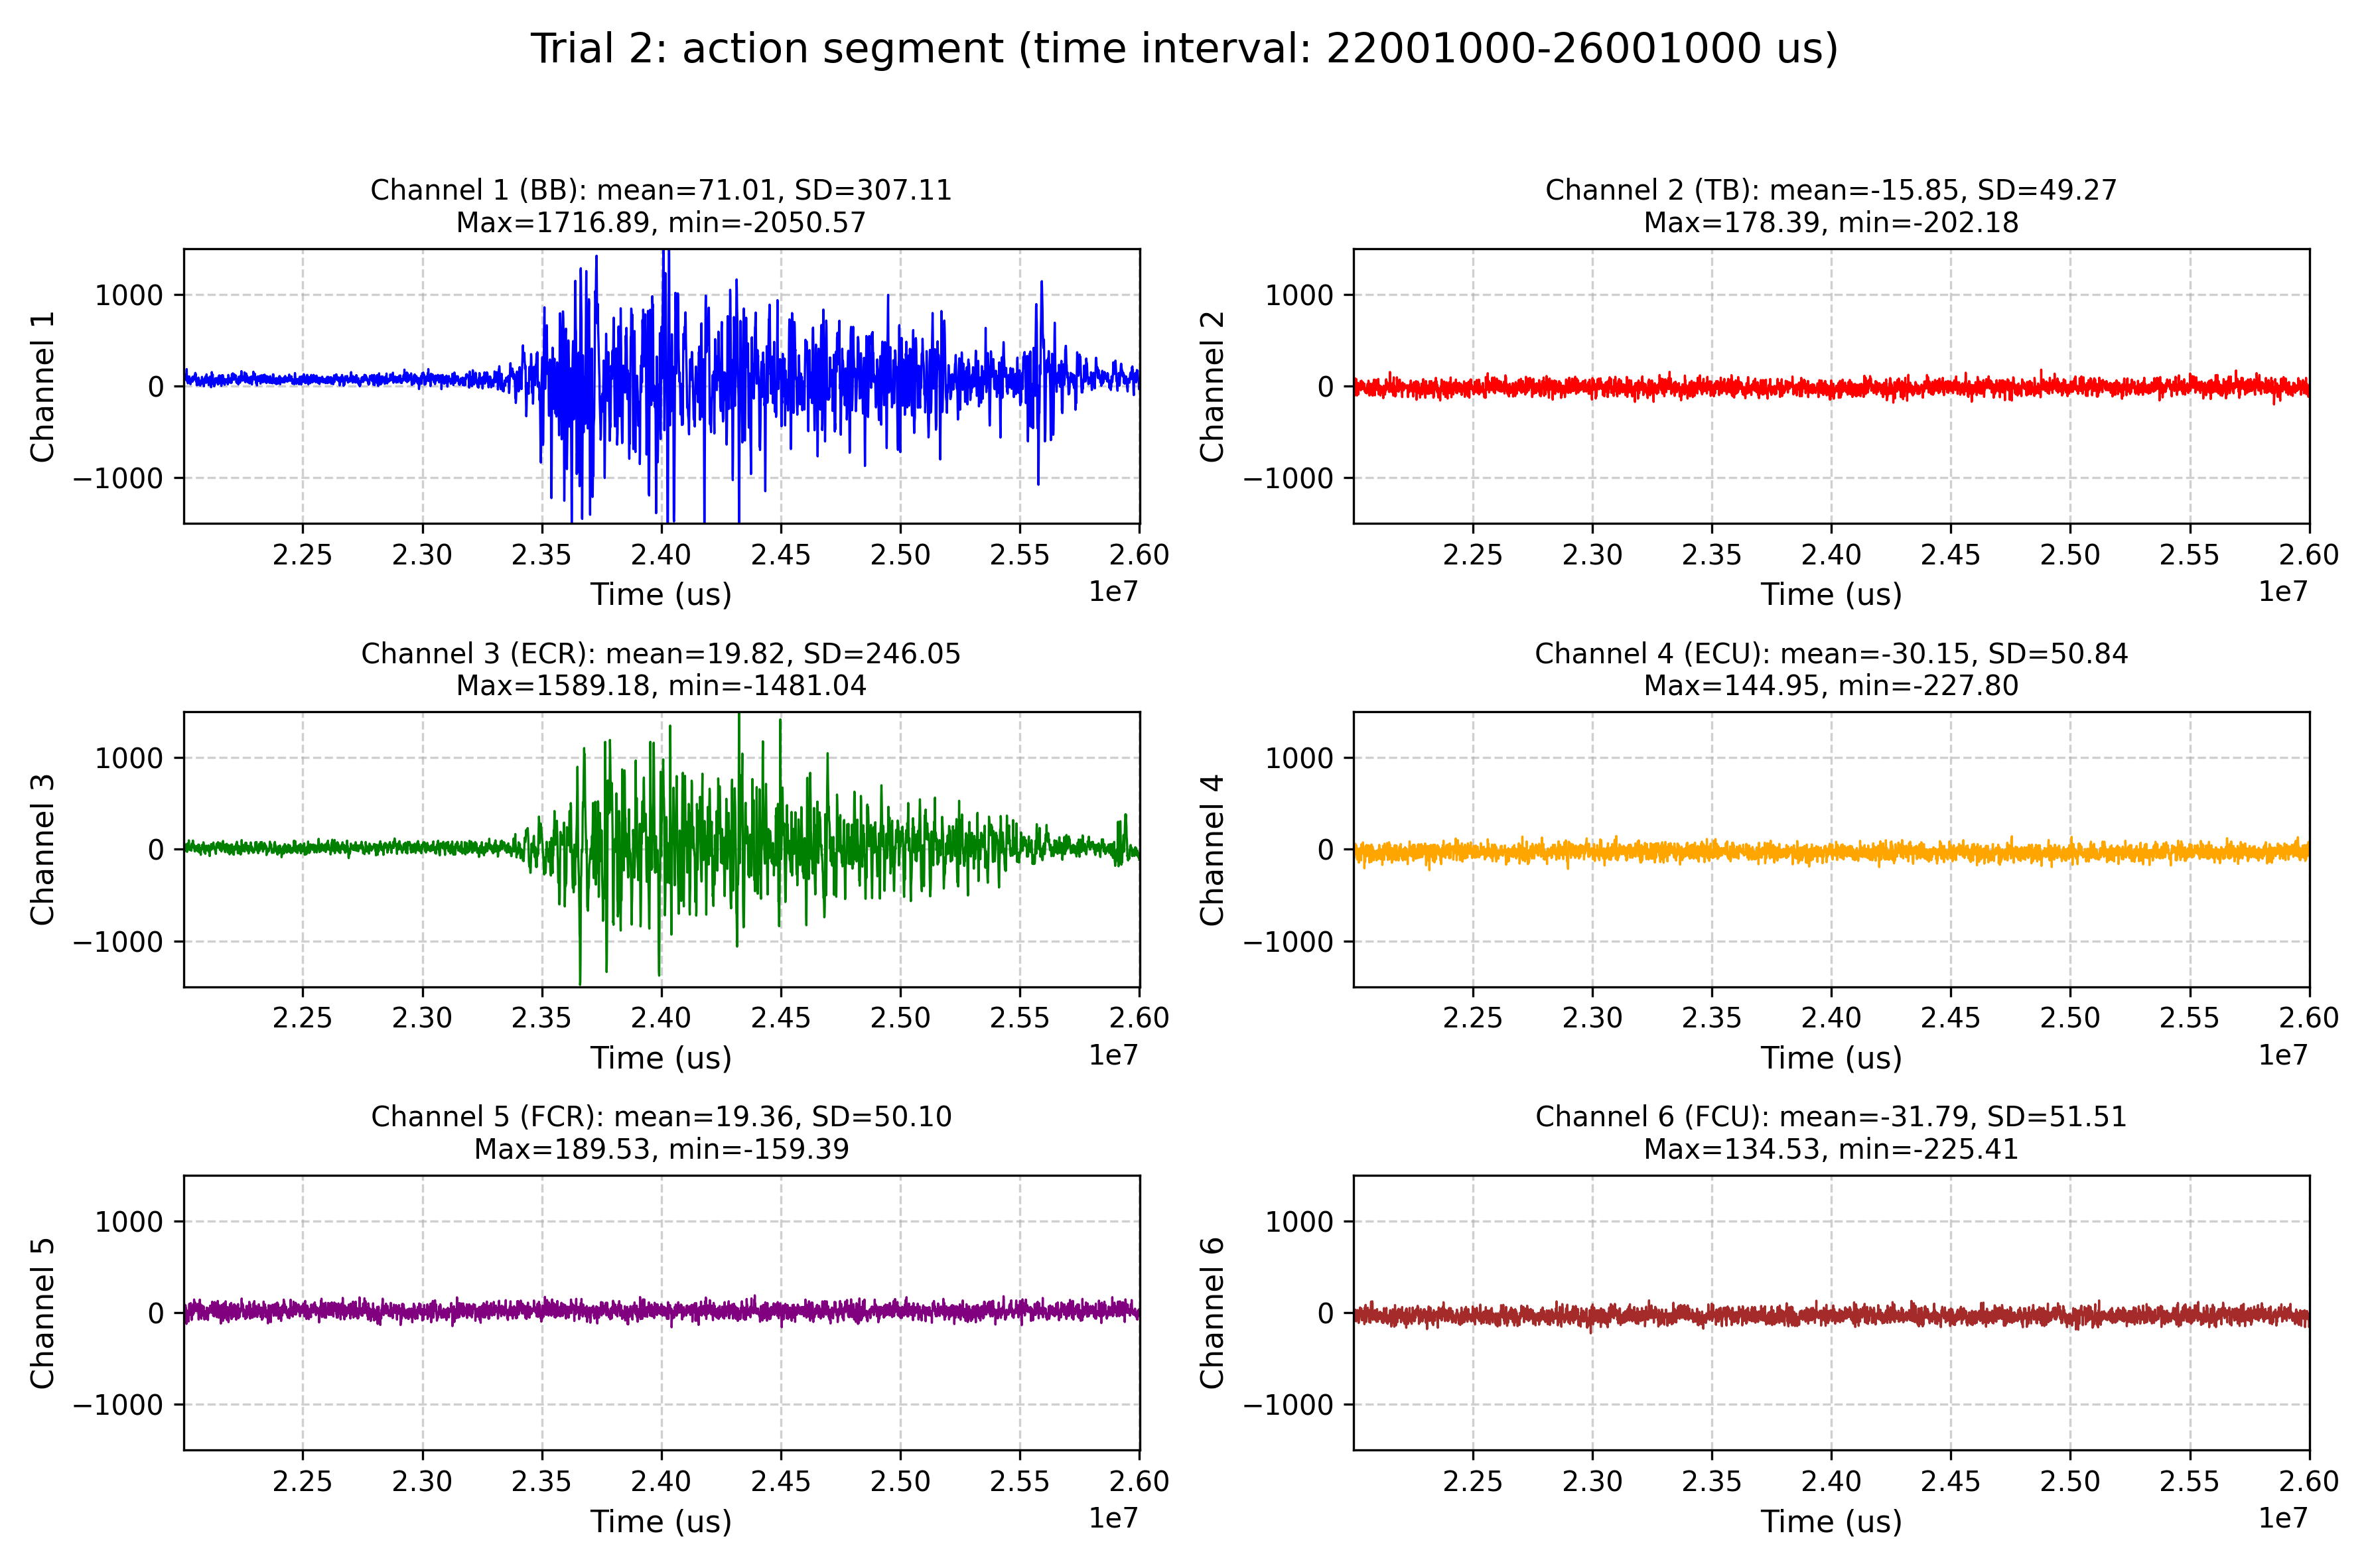 Trial 2: action segment (time interval: 22001000-26001000 us)
Channel 1 (BB): mean=71.01, SD=307.11
Max=1716.89, min=-2050.57
Channel 1
1000
0
−1000
2.25 2.30 2.35 2.40 2.45 2.50 2.55 2.60
Time (us)
1e7
Channel 2 (TB): mean=-15.85, SD=49.27
Max=178.39, min=-202.18
Channel 2
1000
0
−1000
2.25 2.30 2.35 2.40 2.45 2.50 2.55 2.60
Time (us)
1e7
Channel 3 (ECR): mean=19.82, SD=246.05
Max=1589.18, min=-1481.04
Channel 3
1000
0
−1000
2.25 2.30 2.35 2.40 2.45 2.50 2.55 2.60
Time (us)
1e7
Channel 4 (ECU): mean=-30.15, SD=50.84
Max=144.95, min=-227.80
Channel 4
1000
0
−1000
2.25 2.30 2.35 2.40 2.45 2.50 2.55 2.60
Time (us)
1e7
Channel 5 (FCR): mean=19.36, SD=50.10
Max=189.53, min=-159.39
Channel 5
1000
0
−1000
2.25 2.30 2.35 2.40 2.45 2.50 2.55 2.60
Time (us)
1e7
Channel 6 (FCU): mean=-31.79, SD=51.51
Max=134.53, min=-225.41
Channel 6
1000
0
−1000
2.25 2.30 2.35 2.40 2.45 2.50 2.55 2.60
Time (us)
1e7